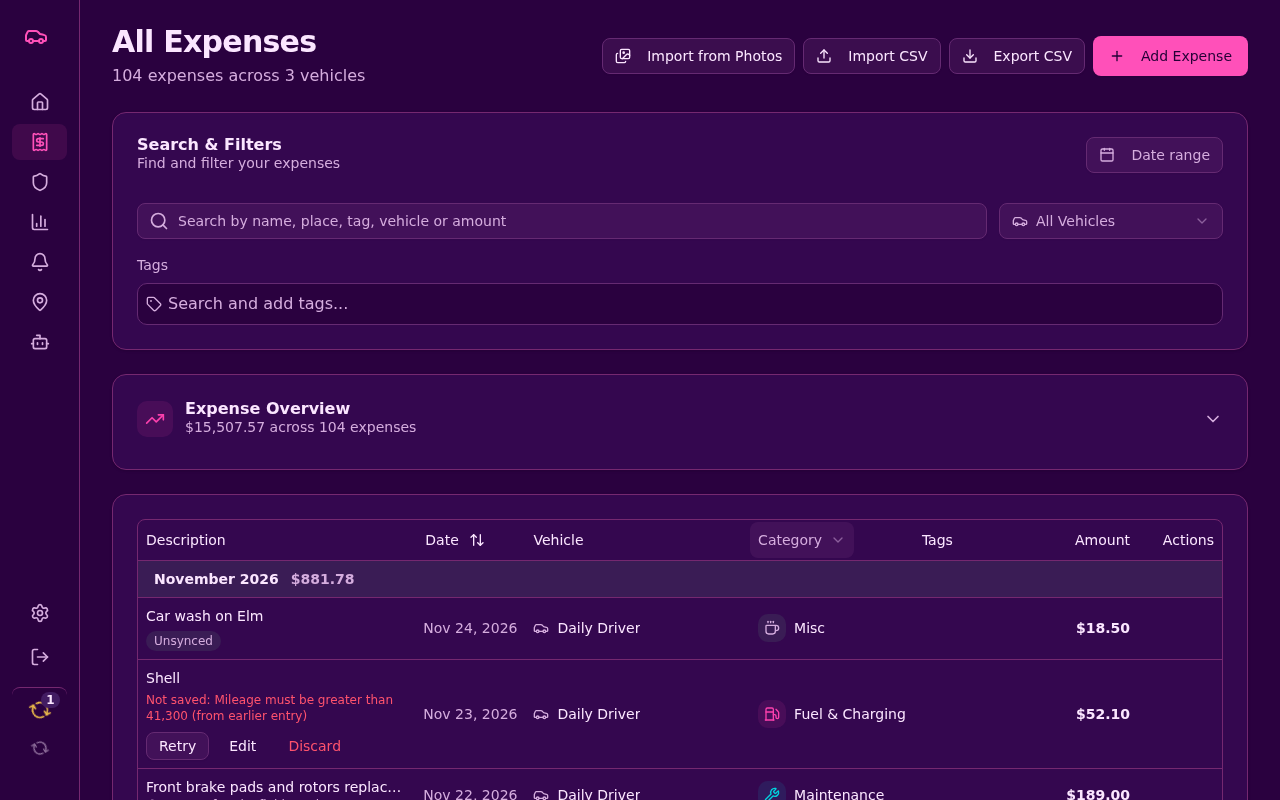 All Expenses
104 expenses across 3 vehicles
Import from Photos
Import CSV
Export CSV
Add Expense
Search & Filters
Find and filter your expenses
Date range
Search by name, place, tag, vehicle or amount
All Vehicles
Tags
Search and add tags...
Expense Overview
$15,507.57 across 104 expenses
Description Date Vehicle Category Tags Amount Actions
November 2026 $881.78
Car wash on Elm
Unsynced
Nov 24, 2026 Daily Driver Misc $18.50
Shell
Not saved: Mileage must be greater than
41,300 (from earlier entry)
Nov 23, 2026 Daily Driver Fuel & Charging $52.10
Retry Edit Discard
1
Front brake pads and rotors replac...
Nov 22, 2026 Daily Driver Maintenance $189.00